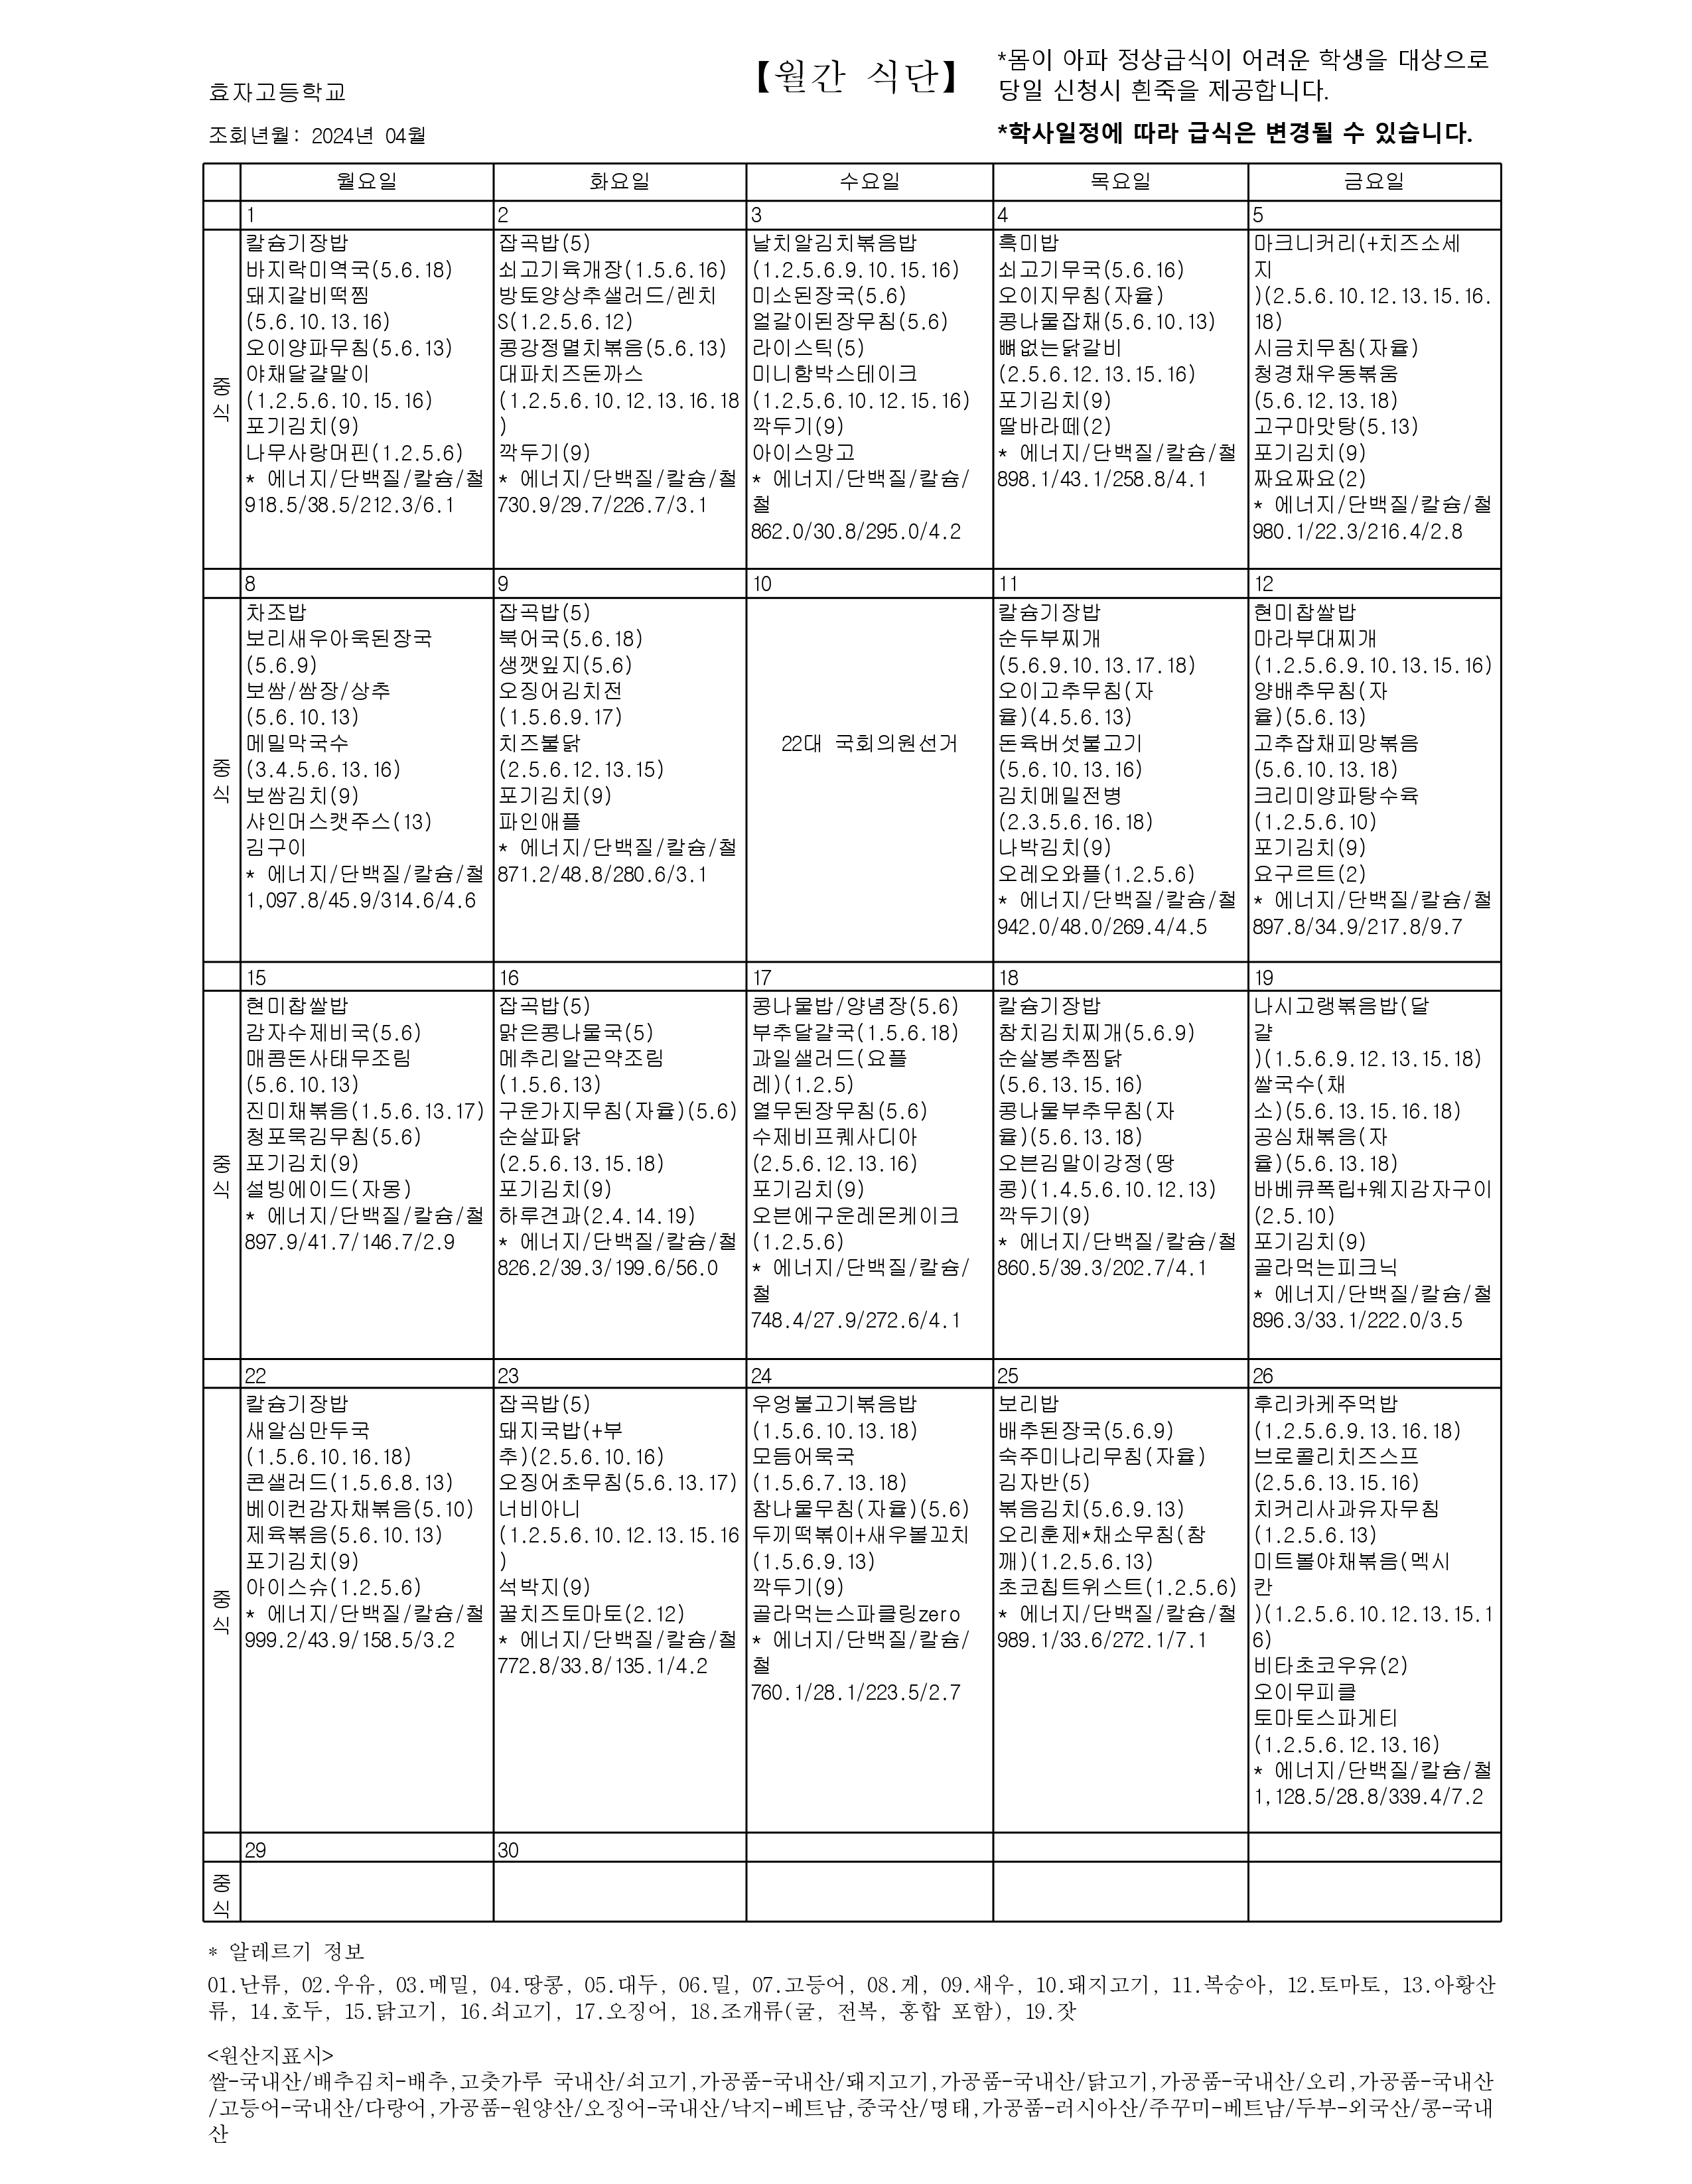 효자고등학교
【월간 식단】
*몸이 아파 정상급식이 어려운 학생을 대상으로
당일 신청시 흰죽을 제공합니다.
조회년월: 2024년 04월
*학사일정에 따라 급식은 변경될 수 있습니다.
월요일
화요일
수요일
목요일
금요일
1
2
3
4
5
중
식
칼슘기장밥
바지락미역국(5.6.18)
돼지갈비떡찜
(5.6.10.13.16)
오이양파무침(5.6.13)
야채달걀말이
(1.2.5.6.10.15.16)
포기김치(9)
나무사랑머핀(1.2.5.6)
* 에너지/단백질/칼슘/철
918.5/38.5/212.3/6.1
잡곡밥(5)
쇠고기육개장(1.5.6.16)
방토양상추샐러드/렌치
S(1.2.5.6.12)
콩강정멸치볶음(5.6.13)
대파치즈돈까스
(1.2.5.6.10.12.13.16.18
)
깍두기(9)
* 에너지/단백질/칼슘/철
730.9/29.7/226.7/3.1
날치알김치볶음밥
(1.2.5.6.9.10.15.16)
미소된장국(5.6)
얼갈이된장무침(5.6)
라이스틱(5)
미니함박스테이크
(1.2.5.6.10.12.15.16)
깍두기(9)
아이스망고
* 에너지/단백질/칼슘/
철
862.0/30.8/295.0/4.2
흑미밥
쇠고기무국(5.6.16)
오이지무침(자율)
콩나물잡채(5.6.10.13)
뼈없는닭갈비
(2.5.6.12.13.15.16)
포기김치(9)
딸바라떼(2)
* 에너지/단백질/칼슘/철
898.1/43.1/258.8/4.1
마크니커리(+치즈소세
지
)(2.5.6.10.12.13.15.16.
18)
시금치무침(자율)
청경채우동볶움
(5.6.12.13.18)
고구마맛탕(5.13)
포기김치(9)
짜요짜요(2)
* 에너지/단백질/칼슘/철
980.1/22.3/216.4/2.8
8
9
10
11
12
중
식
차조밥
보리새우아욱된장국
(5.6.9)
보쌈/쌈장/상추
(5.6.10.13)
메밀막국수
(3.4.5.6.13.16)
보쌈김치(9)
샤인머스캣주스(13)
김구이
* 에너지/단백질/칼슘/철
1,097.8/45.9/314.6/4.6
잡곡밥(5)
북어국(5.6.18)
생깻잎지(5.6)
오징어김치전
(1.5.6.9.17)
치즈불닭
(2.5.6.12.13.15)
포기김치(9)
파인애플
* 에너지/단백질/칼슘/철
871.2/48.8/280.6/3.1
22대 국회의원선거
칼슘기장밥
순두부찌개
(5.6.9.10.13.17.18)
오이고추무침(자
율)(4.5.6.13)
돈육버섯불고기
(5.6.10.13.16)
김치메밀전병
(2.3.5.6.16.18)
나박김치(9)
오레오와플(1.2.5.6)
* 에너지/단백질/칼슘/철
942.0/48.0/269.4/4.5
현미찹쌀밥
마라부대찌개
(1.2.5.6.9.10.13.15.16)
양배추무침(자
율)(5.6.13)
고추잡채피망볶음
(5.6.10.13.18)
크리미양파탕수육
(1.2.5.6.10)
포기김치(9)
요구르트(2)
* 에너지/단백질/칼슘/철
897.8/34.9/217.8/9.7
15
16
17
18
19
중
식
현미찹쌀밥
감자수제비국(5.6)
매콤돈사태무조림
(5.6.10.13)
진미채볶음(1.5.6.13.17)
청포묵김무침(5.6)
포기김치(9)
설빙에이드(자몽)
* 에너지/단백질/칼슘/철
897.9/41.7/146.7/2.9
잡곡밥(5)
맑은콩나물국(5)
메추리알곤약조림
(1.5.6.13)
구운가지무침(자율)(5.6)
순살파닭
(2.5.6.13.15.18)
포기김치(9)
하루견과(2.4.14.19)
* 에너지/단백질/칼슘/철
826.2/39.3/199.6/56.0
콩나물밥/양념장(5.6)
부추달걀국(1.5.6.18)
과일샐러드(요플
레)(1.2.5)
열무된장무침(5.6)
수제비프퀘사디아
(2.5.6.12.13.16)
포기김치(9)
오븐에구운레몬케이크
(1.2.5.6)
* 에너지/단백질/칼슘/
철
748.4/27.9/272.6/4.1
칼슘기장밥
참치김치찌개(5.6.9)
순살봉추찜닭
(5.6.13.15.16)
콩나물부추무침(자
율)(5.6.13.18)
오븐김말이강정(땅
콩)(1.4.5.6.10.12.13)
깍두기(9)
* 에너지/단백질/칼슘/철
860.5/39.3/202.7/4.1
나시고랭볶음밥(달
걀
)(1.5.6.9.12.13.15.18)
쌀국수(채
소)(5.6.13.15.16.18)
공심채볶음(자
율)(5.6.13.18)
바베큐폭립+웨지감자구이
(2.5.10)
포기김치(9)
골라먹는피크닉
* 에너지/단백질/칼슘/철
896.3/33.1/222.0/3.5
22
23
24
25
26
중
식
칼슘기장밥
새알심만두국
(1.5.6.10.16.18)
콘샐러드(1.5.6.8.13)
베이컨감자채볶음(5.10)
제육볶음(5.6.10.13)
포기김치(9)
아이스슈(1.2.5.6)
* 에너지/단백질/칼슘/철
999.2/43.9/158.5/3.2
잡곡밥(5)
돼지국밥(+부
추)(2.5.6.10.16)
오징어초무침(5.6.13.17)
너비아니
(1.2.5.6.10.12.13.15.16
)
석박지(9)
꿀치즈토마토(2.12)
* 에너지/단백질/칼슘/철
772.8/33.8/135.1/4.2
우엉불고기볶음밥
(1.5.6.10.13.18)
모듬어묵국
(1.5.6.7.13.18)
참나물무침(자율)(5.6)
두끼떡볶이+새우볼꼬치
(1.5.6.9.13)
깍두기(9)
골라먹는스파클링zero
* 에너지/단백질/칼슘/
철
760.1/28.1/223.5/2.7
보리밥
배추된장국(5.6.9)
숙주미나리무침(자율)
김자반(5)
볶음김치(5.6.9.13)
오리훈제*채소무침(참
깨)(1.2.5.6.13)
초코칩트위스트(1.2.5.6)
* 에너지/단백질/칼슘/철
989.1/33.6/272.1/7.1
후리카케주먹밥
(1.2.5.6.9.13.16.18)
브로콜리치즈스프
(2.5.6.13.15.16)
치커리사과유자무침
(1.2.5.6.13)
미트볼야채볶음(멕시
칸
)(1.2.5.6.10.12.13.15.1
6)
비타초코우유(2)
오이무피클
토마토스파게티
(1.2.5.6.12.13.16)
* 에너지/단백질/칼슘/철
1,128.5/28.8/339.4/7.2
29
30
중
식
* 알레르기 정보
01.난류, 02.우유, 03.메밀, 04.땅콩, 05.대두, 06.밀, 07.고등어, 08.게, 09.새우, 10.돼지고기, 11.복숭아, 12.토마토, 13.아황산
류, 14.호두, 15.닭고기, 16.쇠고기, 17.오징어, 18.조개류(굴, 전복, 홍합 포함), 19.잣
<원산지표시>
쌀-국내산/배추김치-배추,고춧가루 국내산/쇠고기,가공품-국내산/돼지고기,가공품-국내산/닭고기,가공품-국내산/오리,가공품-국내산
/고등어-국내산/다랑어,가공품-원양산/오징어-국내산/낙지-베트남,중국산/명태,가공품-러시아산/주꾸미-베트남/두부-외국산/콩-국내
산